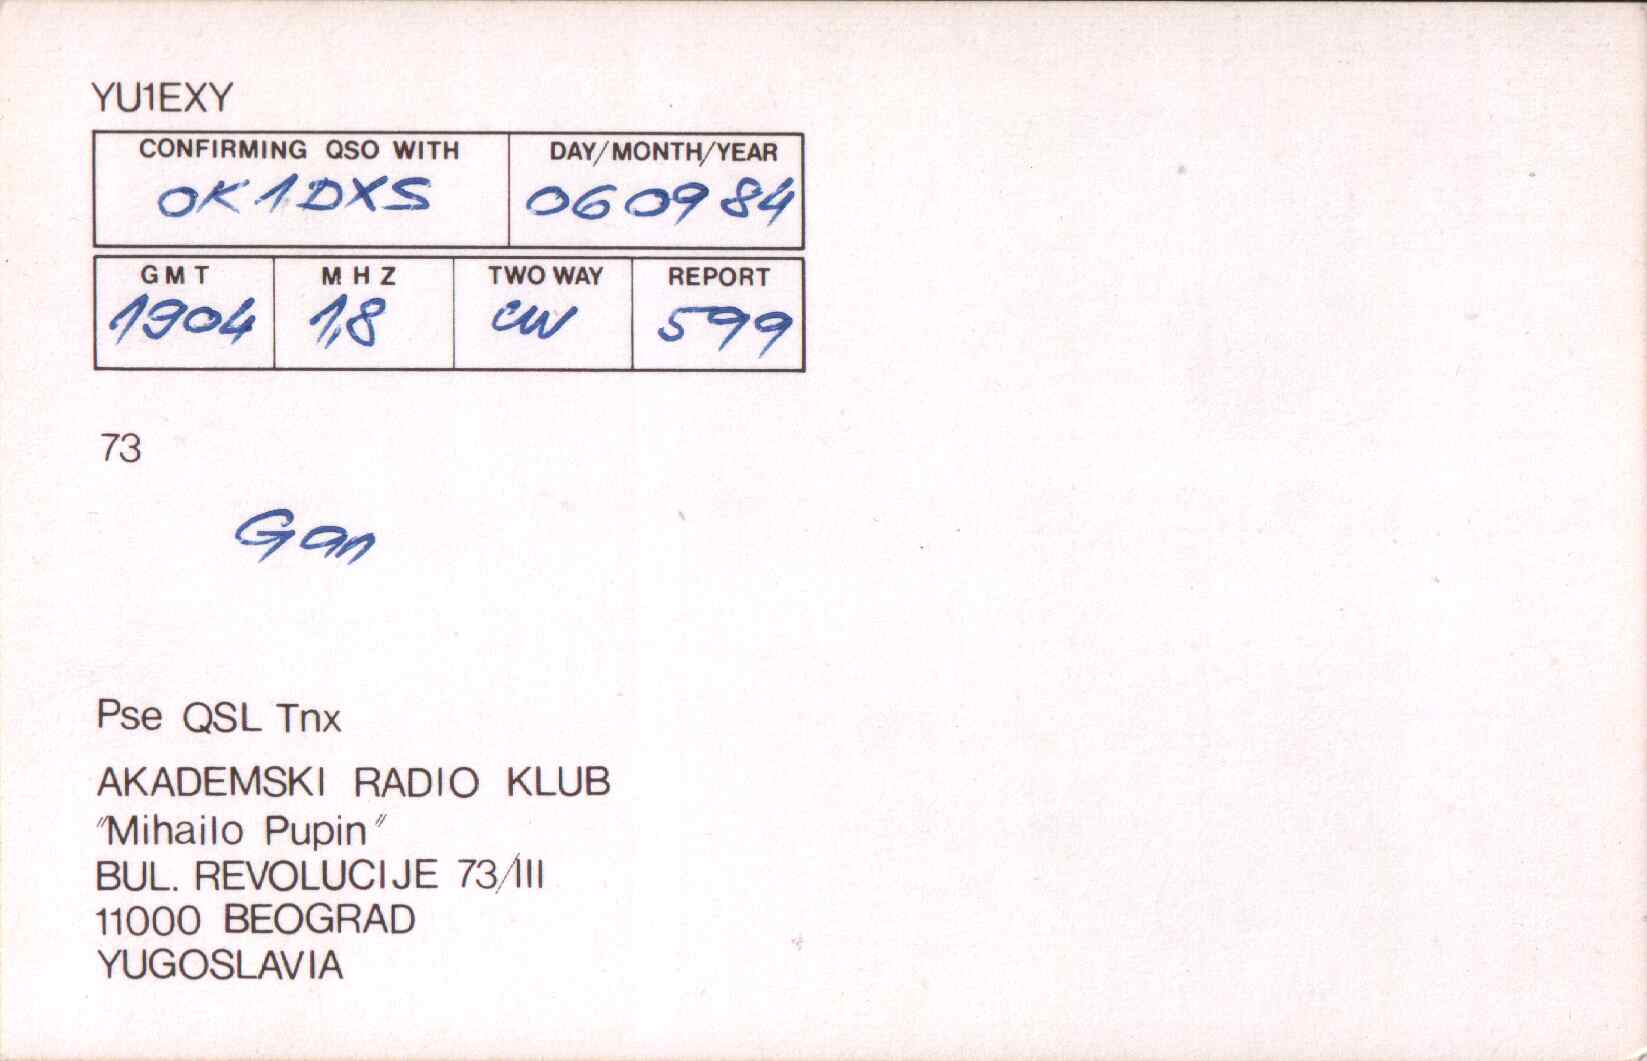 YU1EXY
CONFIRMING QSO WITH DAY/MONTH/YEAR
OK1DXS 060984
GMT MHZ TWO WAY REPORT
1904 1,8 CW 599
73
Gan
Pse QSL Tnx
AKADEMSKI RADIO KLUB
"Mihailo Pupin"
BUL. REVOLUCIJE 73/III
11000 BEOGRAD
YUGOSLAVIA